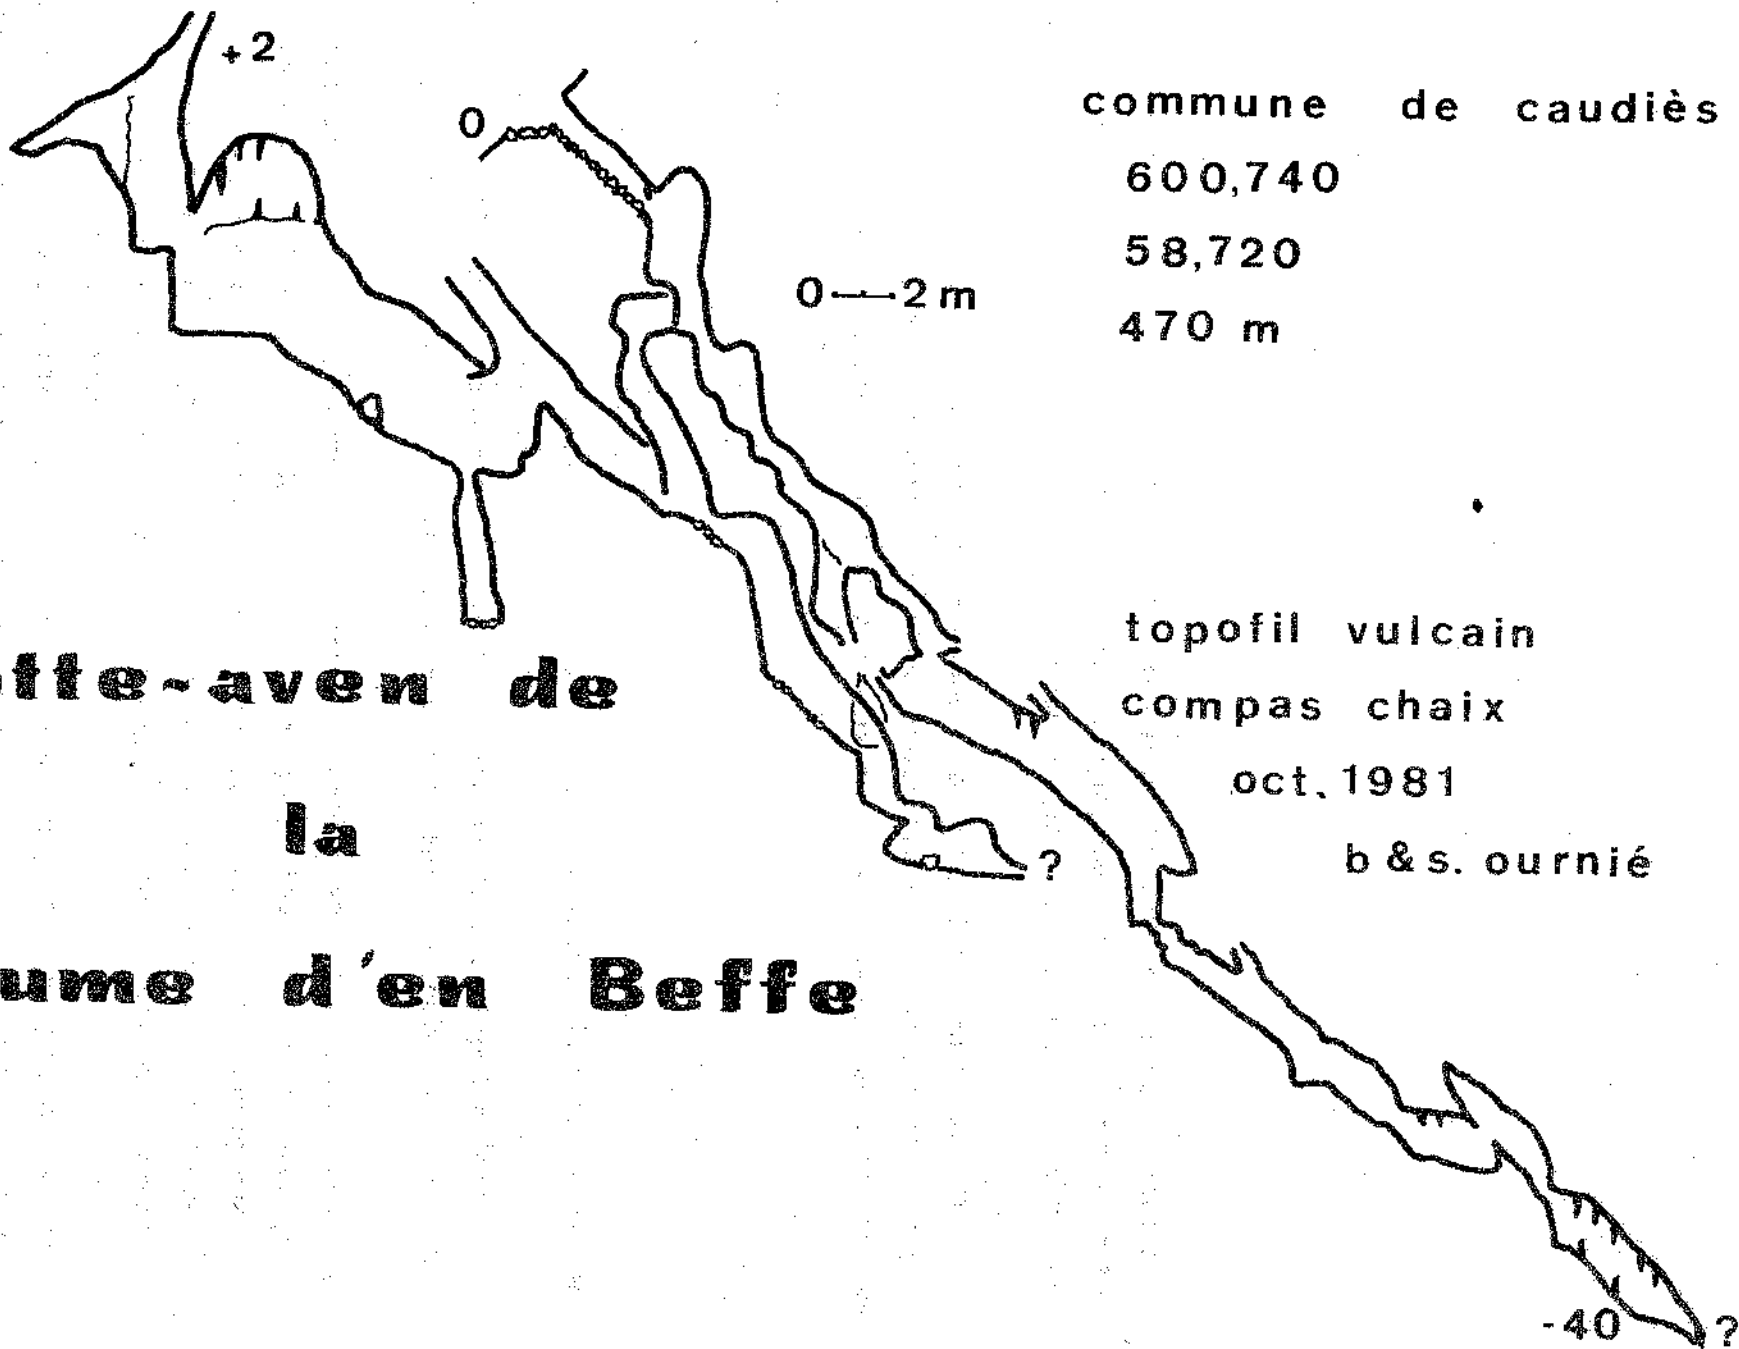 +2
0
commune de caudiès
600,740
58,720
0 2m
470 m
topofil vulcain
tte-aven de
compas chaix
oct. 1981
la
b & s. ournié
?
ume d'en Beffe
-40 ?